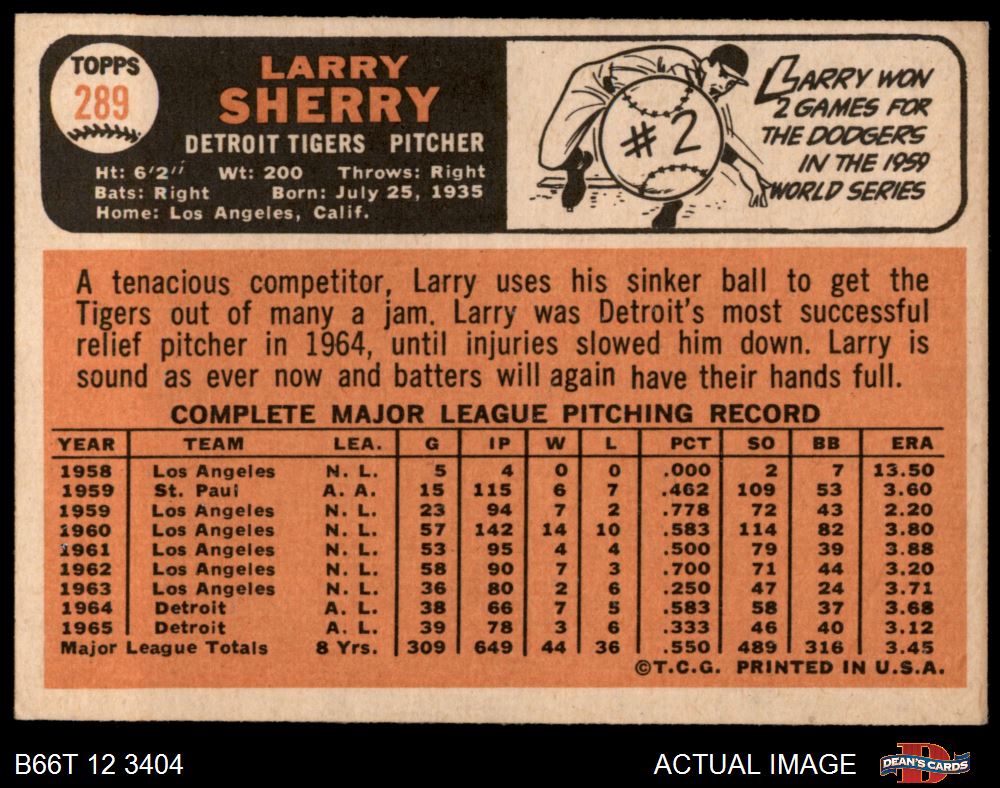 TOPPS
289
LARRY
SHERRY
DETROIT TIGERS PITCHER
Ht: 6'2" Wt: 200 Throws: Right
Bats: Right Born: July 25, 1935
Home: Los Angeles, Calif.
#2
LARRY WON
2 GAMES FOR
THE DODGERS
IN THE 1959
WORLD SERIES
A tenacious competitor, Larry uses his sinker ball to get the
Tigers out of many a jam. Larry was Detroit's most successful
relief pitcher in 1964, until injuries slowed him down. Larry is
sound as ever now and batters will again have their hands full.
COMPLETE MAJOR LEAGUE PITCHING RECORD
YEAR TEAM LEA. G IP W L PCT SO BB ERA
1958 Los Angeles N. L. 5 4 0 0 .000 2 7 13.50
1959 St. Paul A. A. 15 115 6 7 .462 109 53 3.60
1959 Los Angeles N. L. 23 94 7 2 .778 72 43 2.20
1960 Los Angeles N. L. 57 142 14 10 .583 114 82 3.80
1961 Los Angeles N. L. 53 95 4 4 .500 79 39 3.88
1962 Los Angeles N. L. 58 90 7 3 .700 71 44 3.20
1963 Los Angeles N. L. 36 80 2 6 .250 47 24 3.71
1964 Detroit A. L. 38 66 7 5 .583 58 37 3.68
1965 Detroit A. L. 39 78 3 6 .333 46 40 3.12
Major League Totals 8 Yrs. 309 649 44 36 .550 489 316 3.45
©T.C.G. PRINTED IN U.S.A.
B66T 12 3404
ACTUAL IMAGE
DEAN'S CARDS